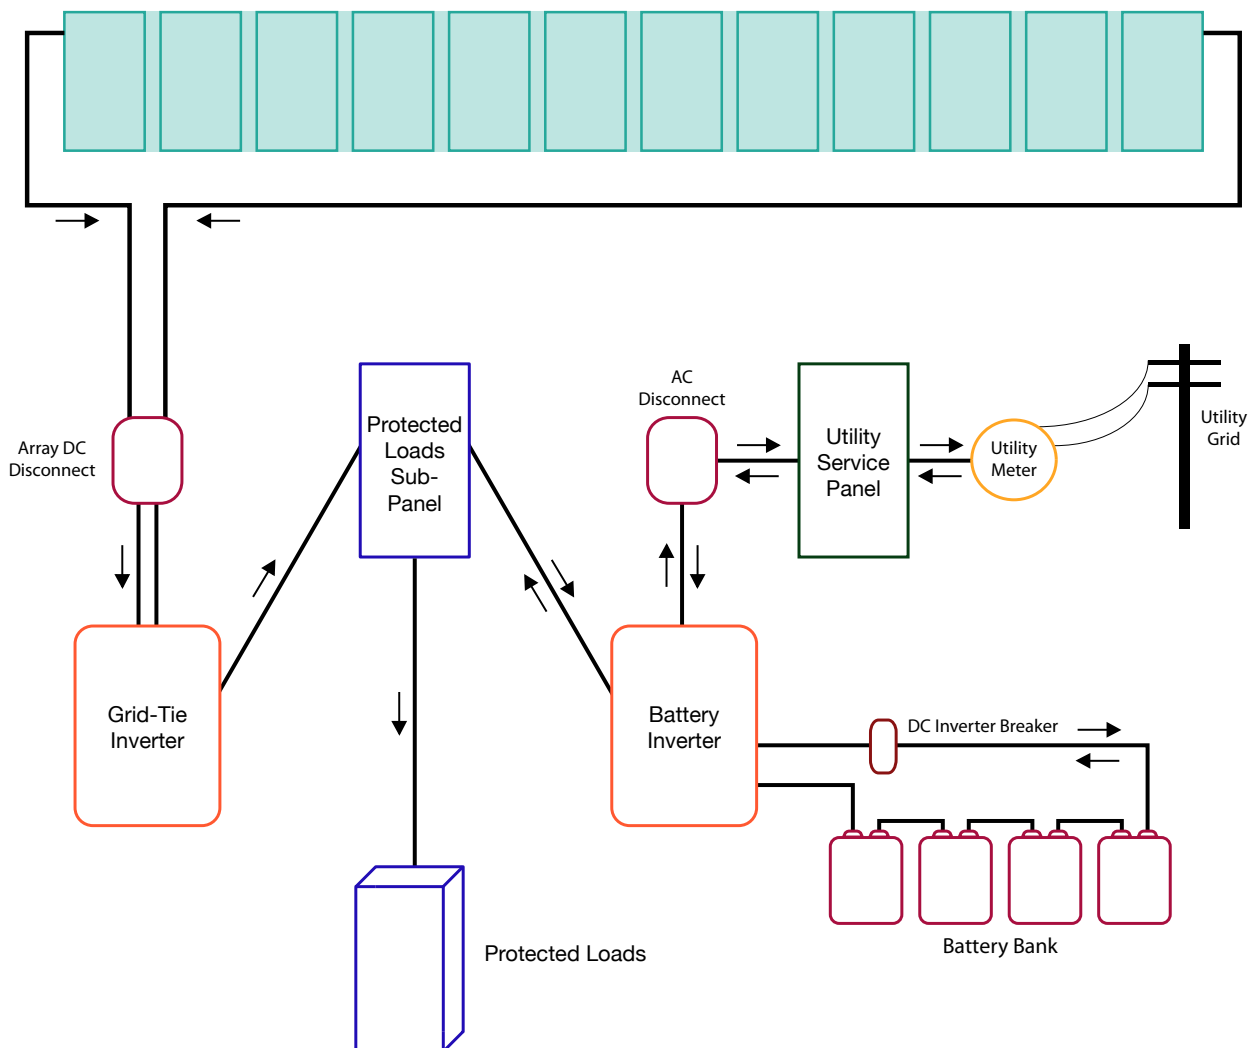 AC
Disconnect
Array DC
Disconnect
Protected
Loads
Sub-
Panel
Utility
Service
Panel
Utility
Meter
Utility
Grid
Grid-Tie
Inverter
Battery
Inverter
DC Inverter Breaker
Battery Bank
Protected Loads